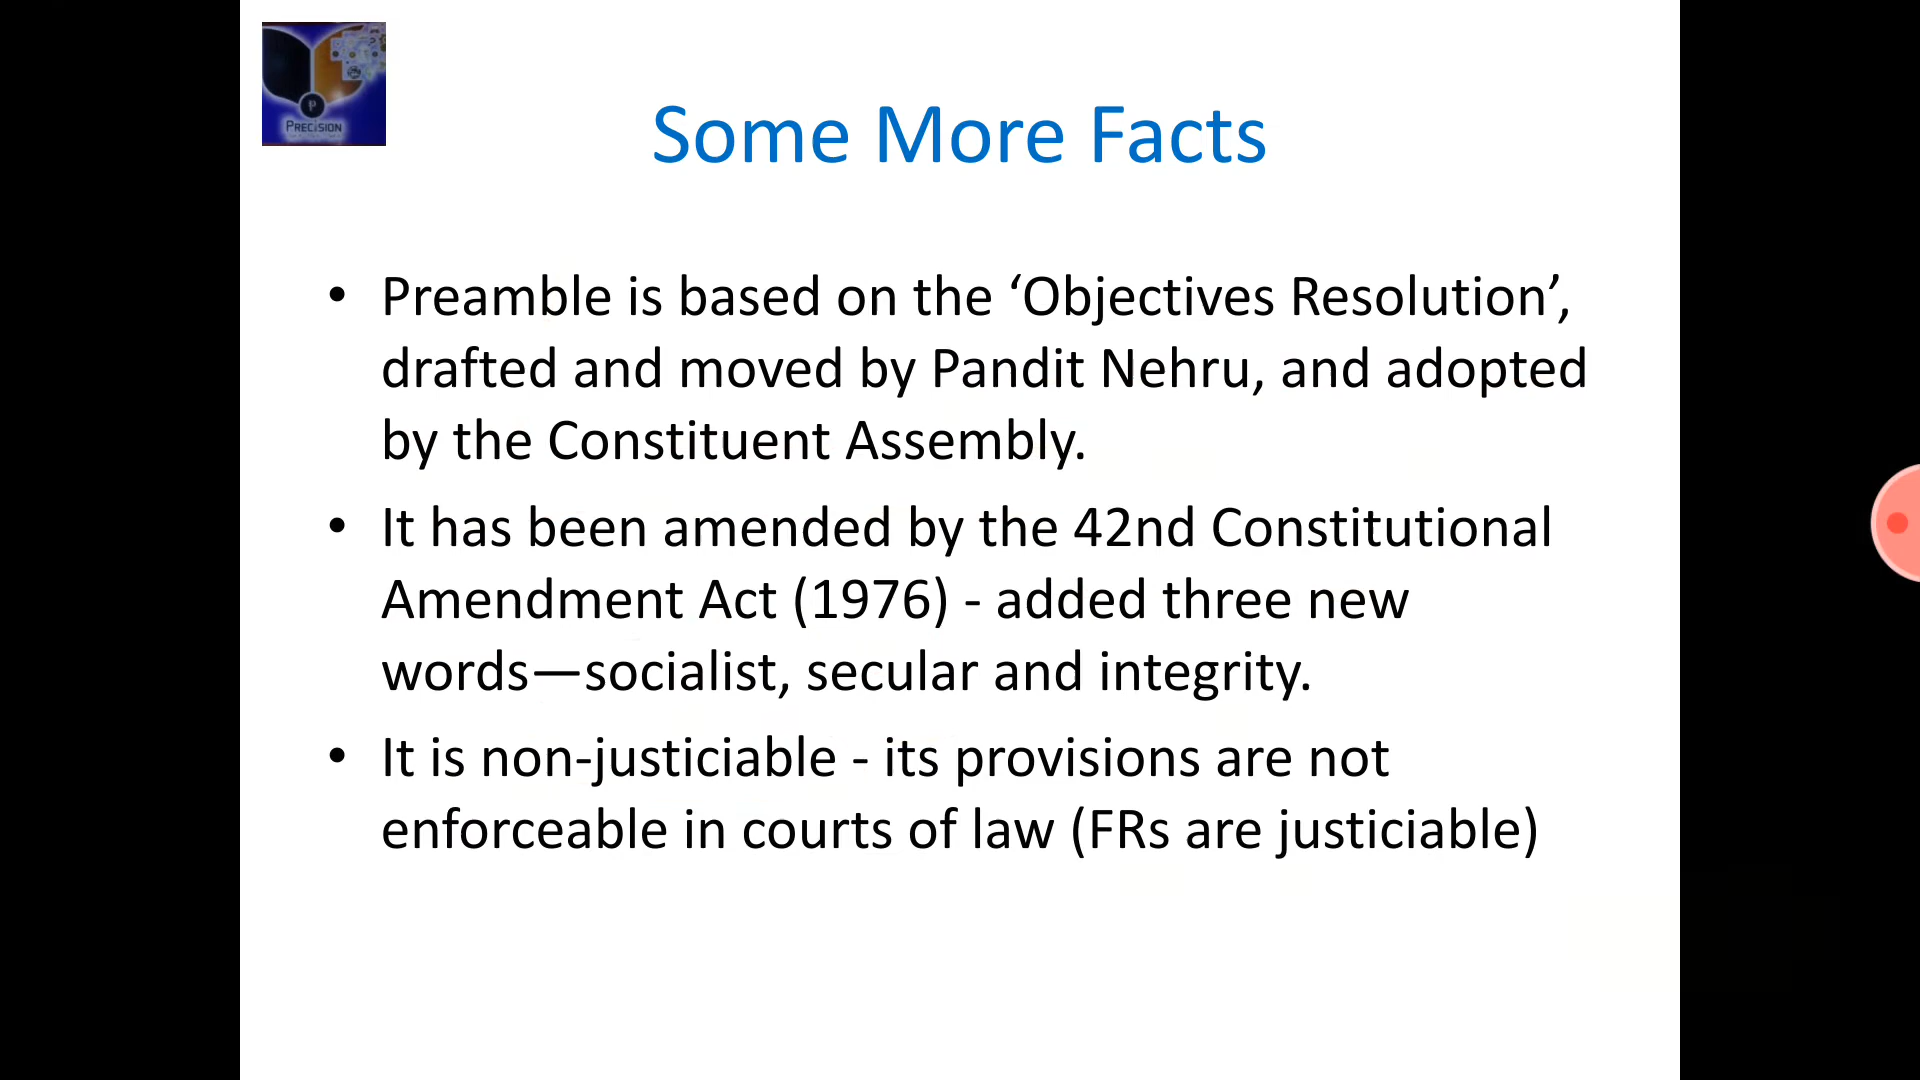 P
PRECISION
Some More Facts
• Preamble is based on the ‘Objectives Resolution’,
drafted and moved by Pandit Nehru, and adopted
by the Constituent Assembly.
• It has been amended by the 42nd Constitutional
Amendment Act (1976) - added three new
words—socialist, secular and integrity.
• It is non-justiciable - its provisions are not
enforceable in courts of law (FRs are justiciable)